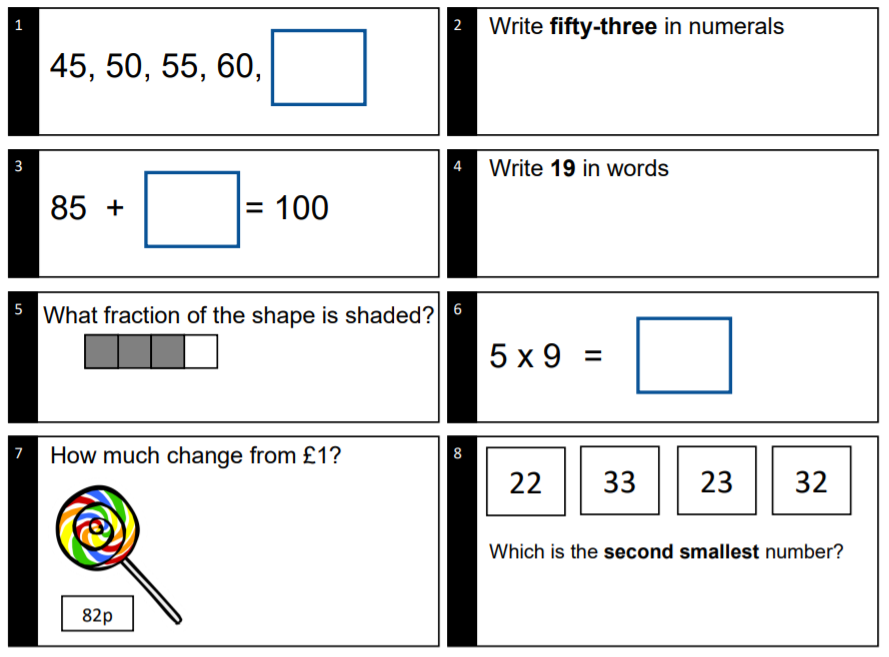 1
45, 50, 55, 60,
2
Write fifty-three in numerals
3
85 + = 100
4
Write 19 in words
5
What fraction of the shape is shaded?
6
5 x 9 =
7
How much change from £1?
82p
8
22 33 23 32
Which is the second smallest number?